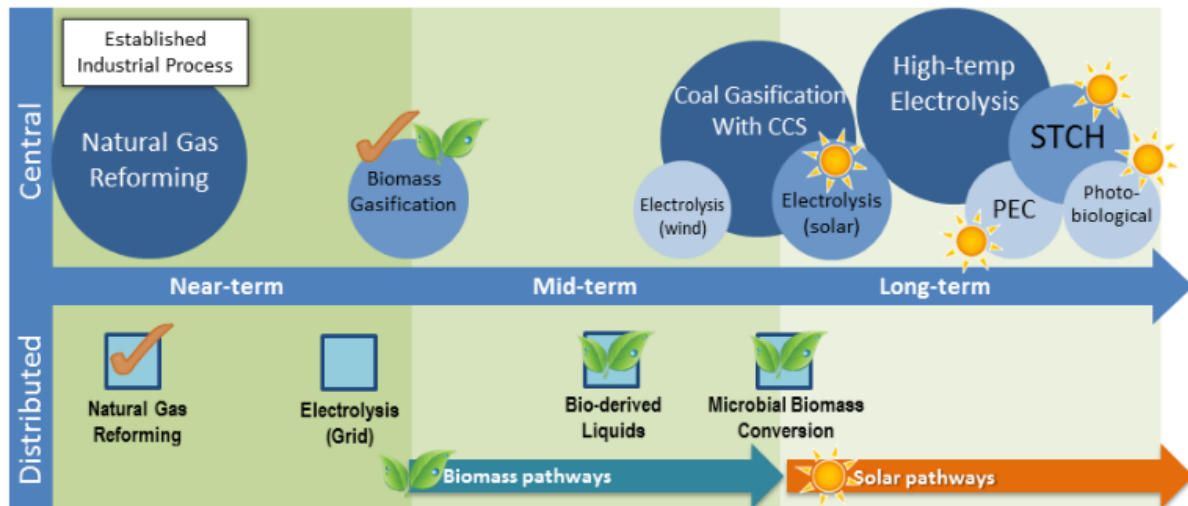 Established
Industrial Process
Central
Natural Gas
Reforming
Biomass
Gasification
Coal Gasification
With CCS
Electrolysis
(wind)
Electrolysis
(solar)
High-temp
Electrolysis
STCH
PEC
Photo-
biological
Near-term
Mid-term
Long-term
Distributed
Natural Gas
Reforming
Electrolysis
(Grid)
Bio-derived
Liquids
Microbial Biomass
Conversion
Biomass pathways
Solar pathways